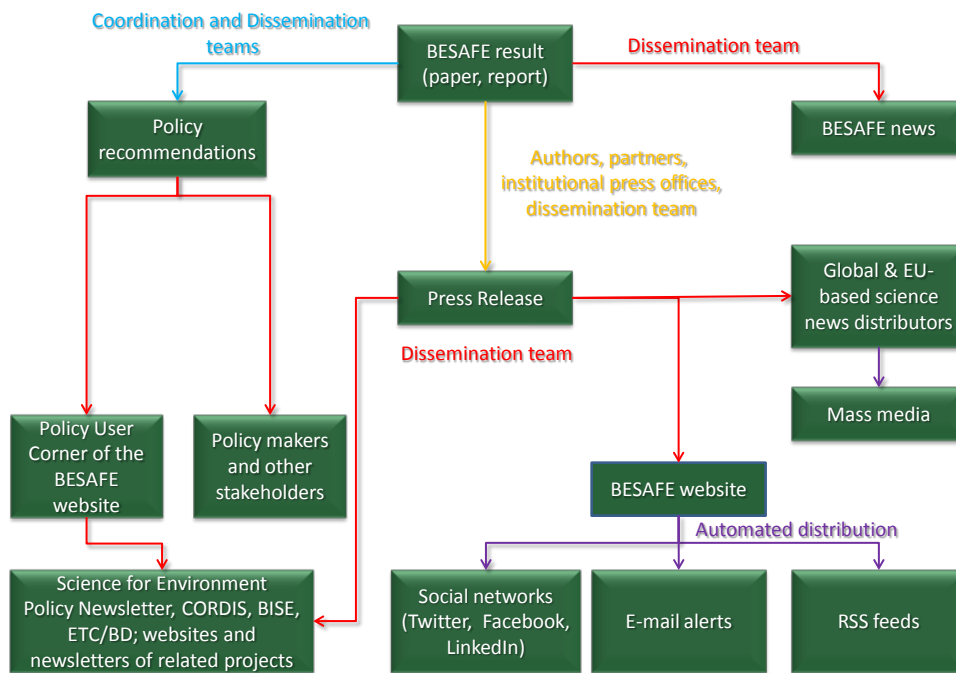 Coordination and Dissemination
teams
BESAFE result
(paper, report)
Dissemination team
Policy
recommendations
BESAFE news
Authors, partners,
institutional press offices,
dissemination team
Press Release
Global & EU-
based science
news distributors
Dissemination team
Mass media
Policy User
Corner of the
BESAFE
website
Policy makers
and other
stakeholders
BESAFE website
Automated distribution
Science for Environment
Policy Newsletter, CORDIS, BISE,
ETC/BD; websites and
newsletters of related projects
Social networks
(Twitter, Facebook,
LinkedIn)
E-mail alerts
RSS feeds